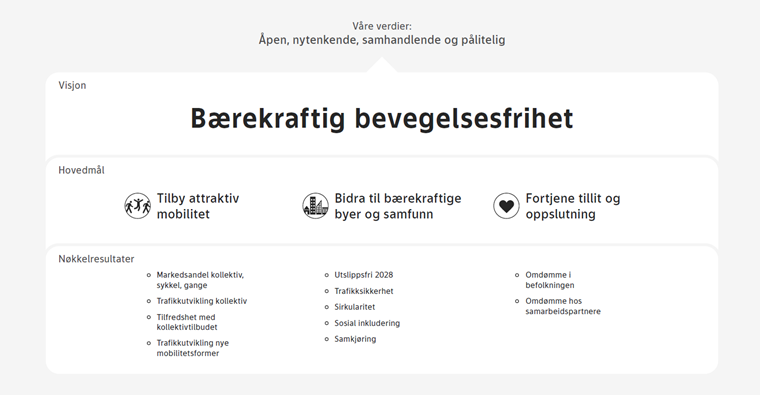 Våre verdier:
Åpen, nytenkende, samhandlende og pålitelig
Visjon
Bærekraftig bevegelsesfrihet
Hovedmål
Tilby attraktiv
mobilitet
Bidra til bærekraftige
byer og samfunn
Fortjene tillit og
oppslutning
Nøkkelresultater
Markedsandel kollektiv,
sykkel, gange
Trafikkutvikling kollektiv
Tilfredshet med
kollektivtilbudet
Trafikkutvikling nye
mobilitetsformer
Utslippsfri 2028
Trafikksikkerhet
Sirkularitet
Sosial inkludering
Samkjøring
Omdømme i
befolkningen
Omdømme hos
samarbeidspartnere